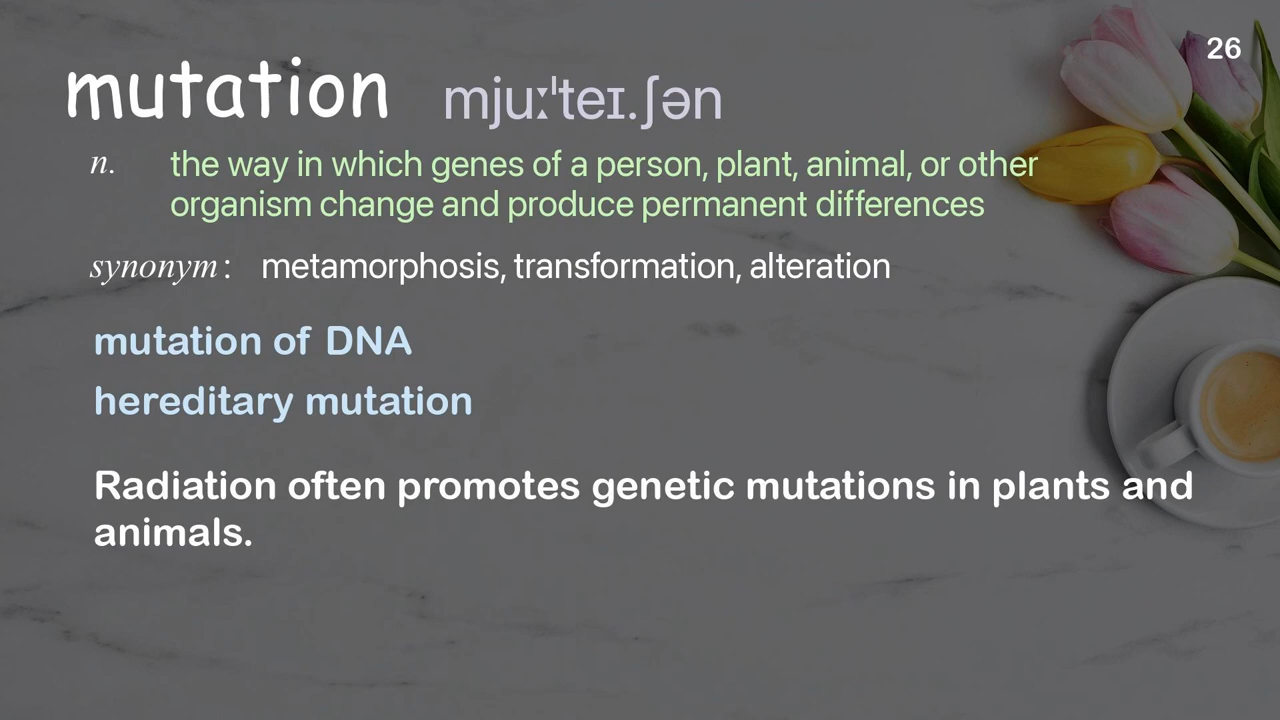 26
mutation mjuːˈteɪ.ʃən
n. the way in which genes of a person, plant, animal, or other
organism change and produce permanent differences
synonym: metamorphosis, transformation, alteration
mutation of DNA
hereditary mutation
Radiation often promotes genetic mutations in plants and
animals.